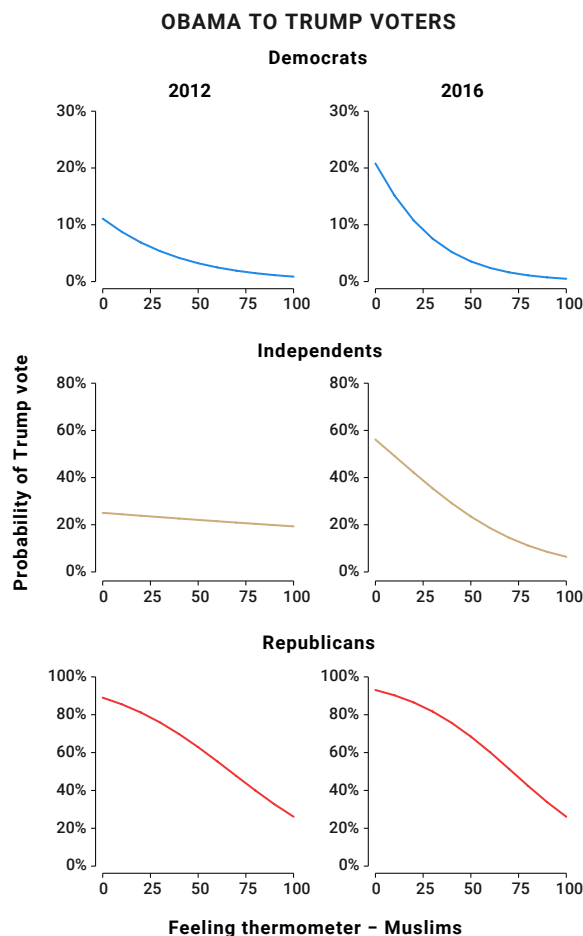 OBAMA TO TRUMP VOTERS
Democrats
2012
2016
30%
20%
10%
0%
0 25 50 75 100
30%
20%
10%
0%
0 25 50 75 100
Probability of Trump vote
Independents
80%
60%
40%
20%
0%
0 25 50 75 100
80%
60%
40%
20%
0%
0 25 50 75 100
Republicans
100%
80%
60%
40%
20%
0%
0 25 50 75 100
100%
80%
60%
40%
20%
0%
0 25 50 75 100
Feeling thermometer – Muslims